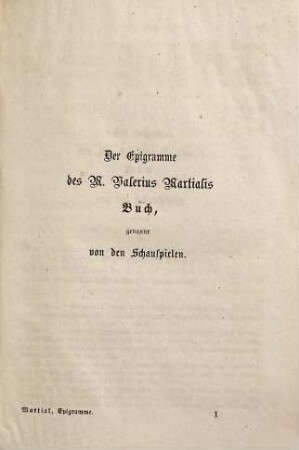 Der Epigramme
des M. Valerius Martialis
Buch,
genannt
von den Schauspielen.
Martial, Epigramme.
1